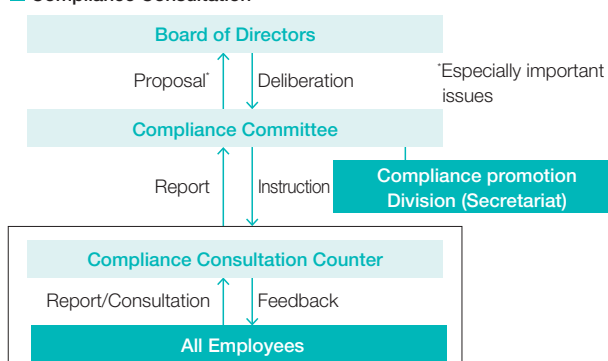 ■ Compliance Consultation
Board of Directors
Proposal* Deliberation
*Especially important
issues
Compliance Committee
Compliance promotion
Division (Secretariat)
Report Instruction
Compliance Consultation Counter
Report/Consultation Feedback
All Employees